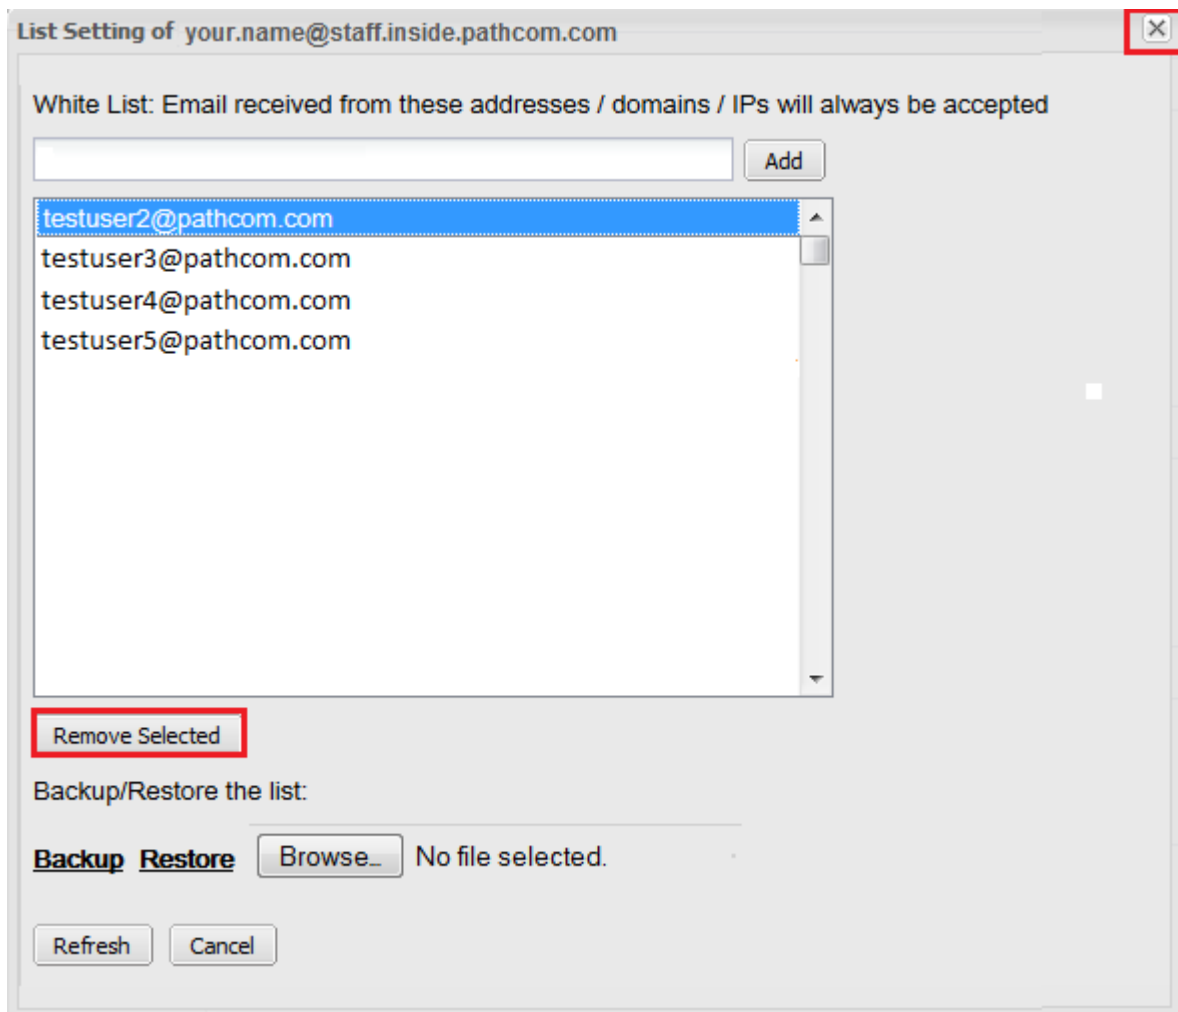 List Setting of your.name@staff.inside.pathcom.com
White List: Email received from these addresses / domains / IPs will always be accepted
Add
testuser2@pathcom.com
testuser3@pathcom.com
testuser4@pathcom.com
testuser5@pathcom.com
Remove Selected
Backup/Restore the list:
Backup Restore Browse... No file selected.
Refresh Cancel